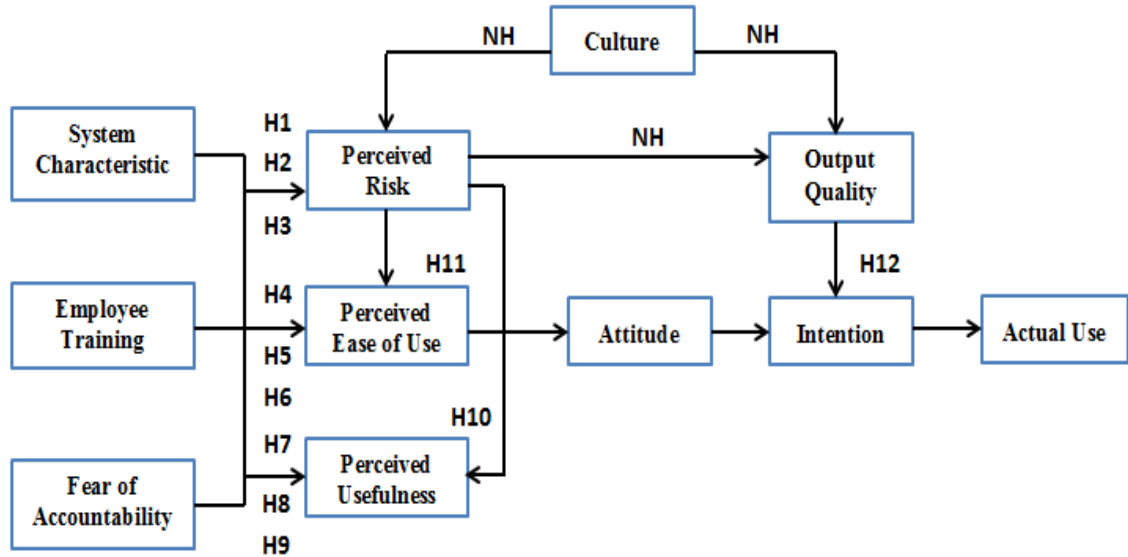 NH
Culture
NH
System
Characteristic
H1
H2
H3
Perceived
Risk
NH
Output
Quality
Employee
Training
H4
H5
H6
H11
Perceived
Ease of Use
Attitude
H12
Intention
Actual Use
Fear of
Accountability
H7
H8
H9
H10
Perceived
Usefulness